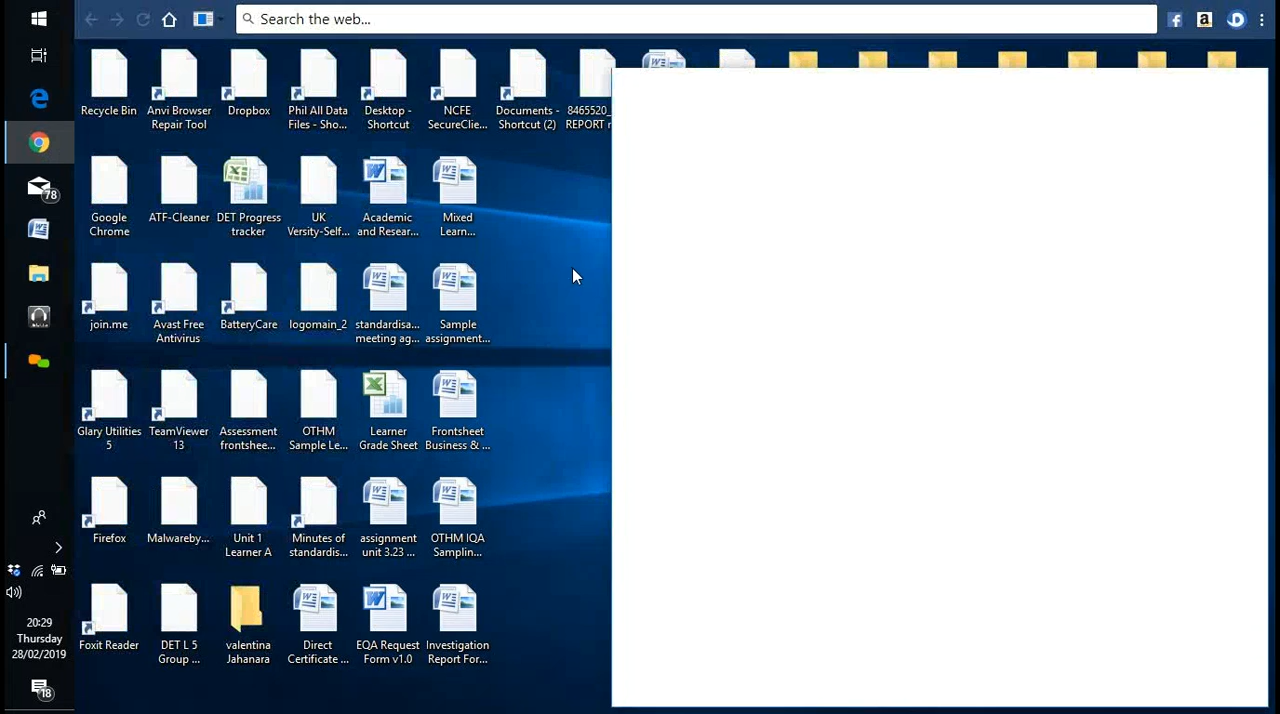 Search the web...
Recycle Bin
Anvi Browser
Repair Tool
Dropbox
Phil All Data
Files - Sho...
Desktop -
Shortcut
NCFE
SecureClie...
Documents -
Shortcut (2)
8465520_
REPORT r
Google
Chrome
ATF-Cleaner
DET Progress
tracker
UK
Versity-Self...
Academic
and Resear...
Mixed
Learn...
join.me
Avast Free
Antivirus
BatteryCare
logomain_2
standardisa...
meeting ag...
Sample
assignment...
Glary Utilities
5
TeamViewer
13
Assessment
frontshee...
OTHM
Sample Le...
Learner
Grade Sheet
Frontsheet
Business & ...
Firefox
Malwareby...
Unit 1
Learner A
Minutes of
standardis...
assignment
unit 3.23 ...
OTHM IQA
Samplin...
Foxit Reader
DET L 5
Group ...
valentina
Jahanara
Direct
Certificate ...
EQA Request
Form v1.0
Investigation
Report For...
78
20:29
Thursday
28/02/2019
18